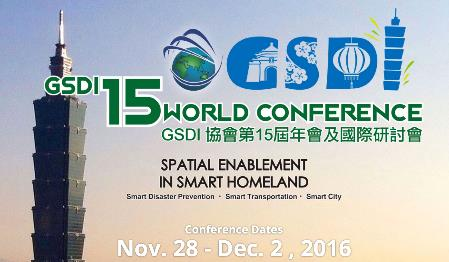 GSDI
GSDI 15 WORLD CONFERENCE
GSDI 協會第15屆年會及國際研討會
SPATIAL ENABLEMENT
IN SMART HOMELAND
Smart Disaster Prevention · Smart Transportation · Smart City
Conference Dates
Nov. 28 - Dec. 2 , 2016